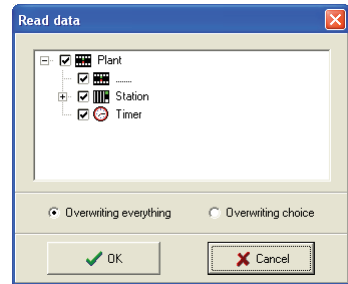 Read data
Plant
.......
Station
Timer
Overwriting everything
Overwriting choice
OK
Cancel